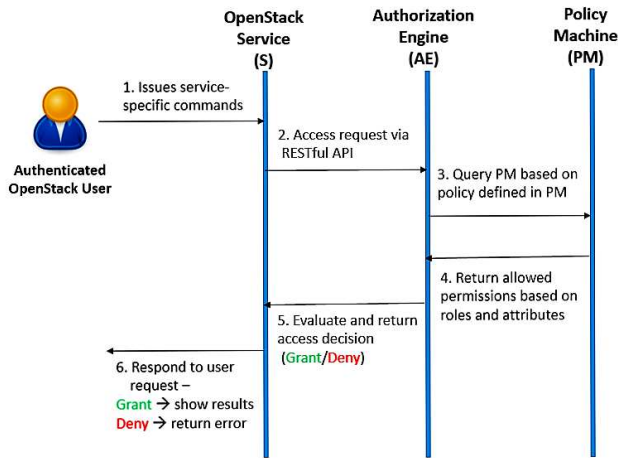 OpenStack
Service
(S)
Authorization
Engine
(AE)
Policy
Machine
(PM)
1. Issues service-
specific commands
Authenticated
OpenStack User
2. Access request via
RESTful API
3. Query PM based on
policy defined in PM
4. Return allowed
permissions based on
roles and attributes
5. Evaluate and return
access decision
(Grant/Deny)
6. Respond to user
request –
Grant → show results
Deny → return error